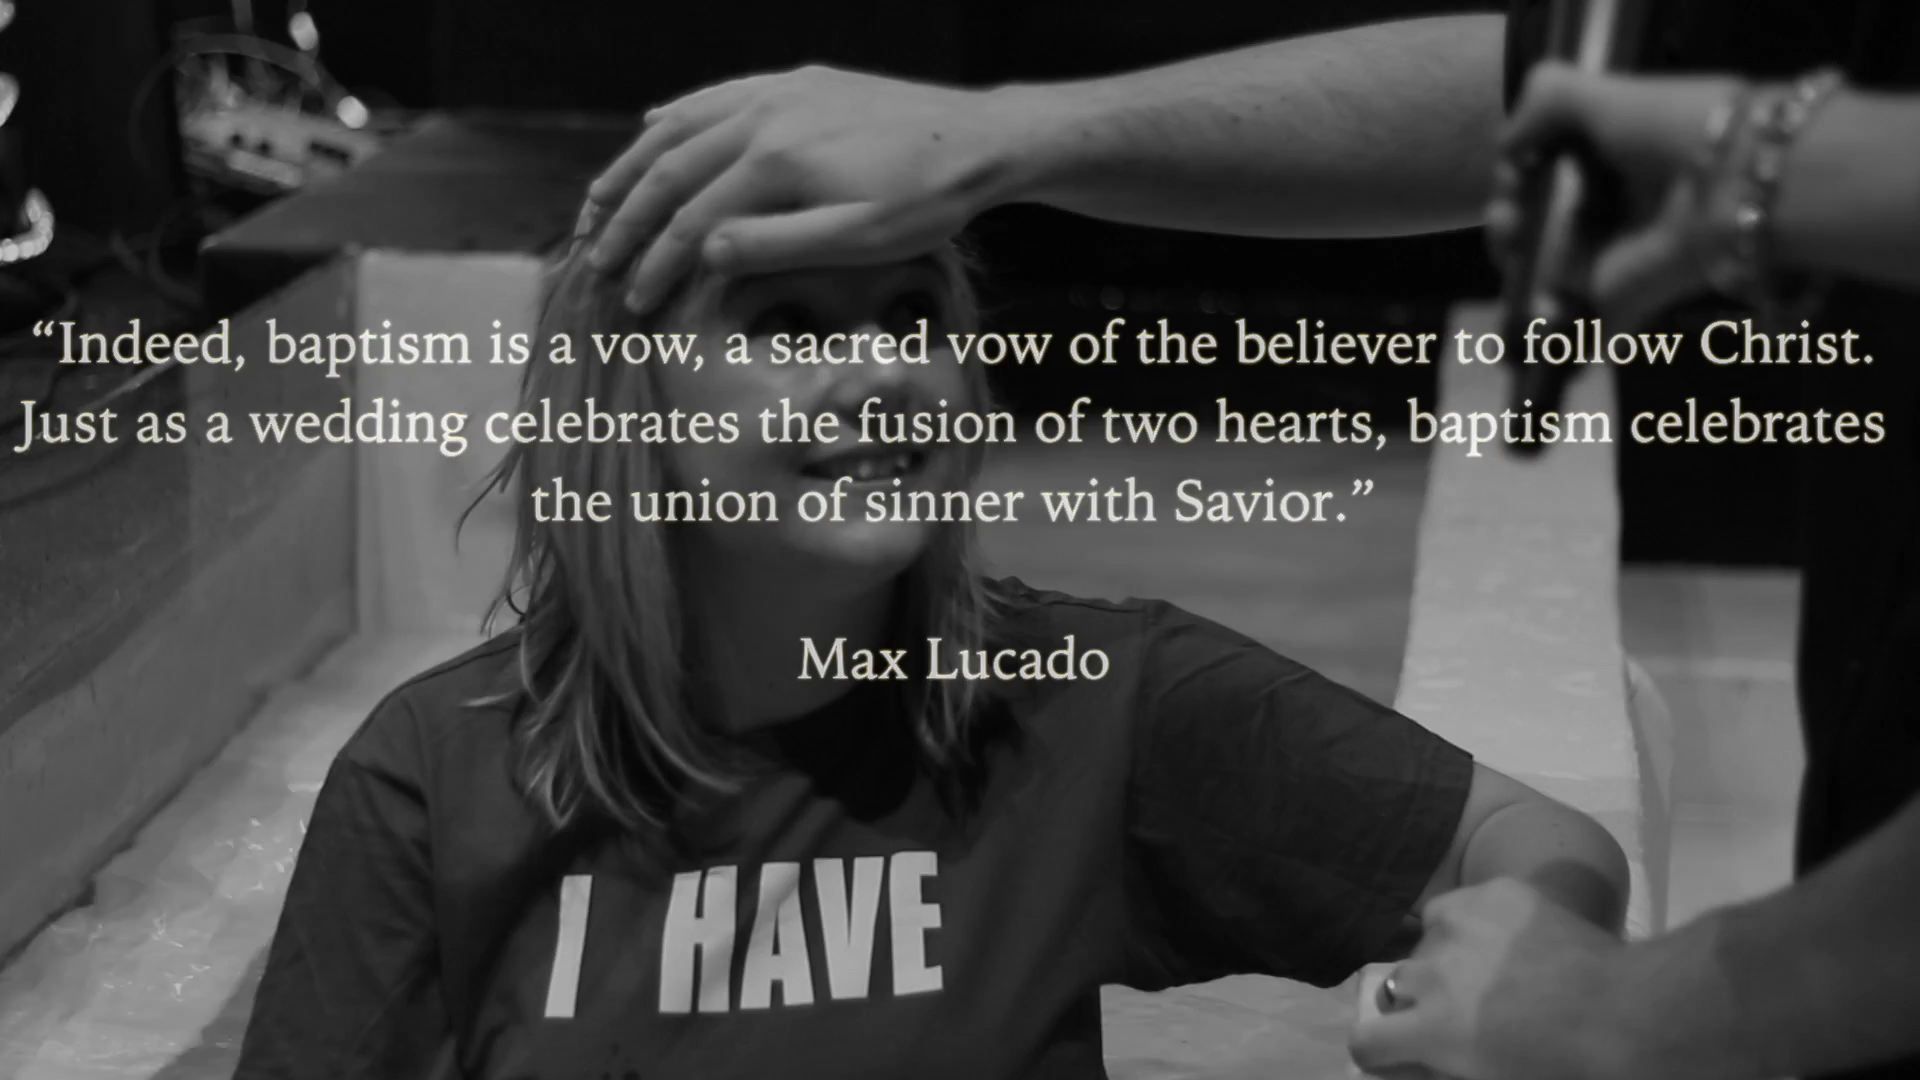 “Indeed, baptism is a vow, a sacred vow of the believer to follow Christ.
Just as a wedding celebrates the fusion of two hearts, baptism celebrates
the union of sinner with Savior.”
Max Lucado
I HAVE